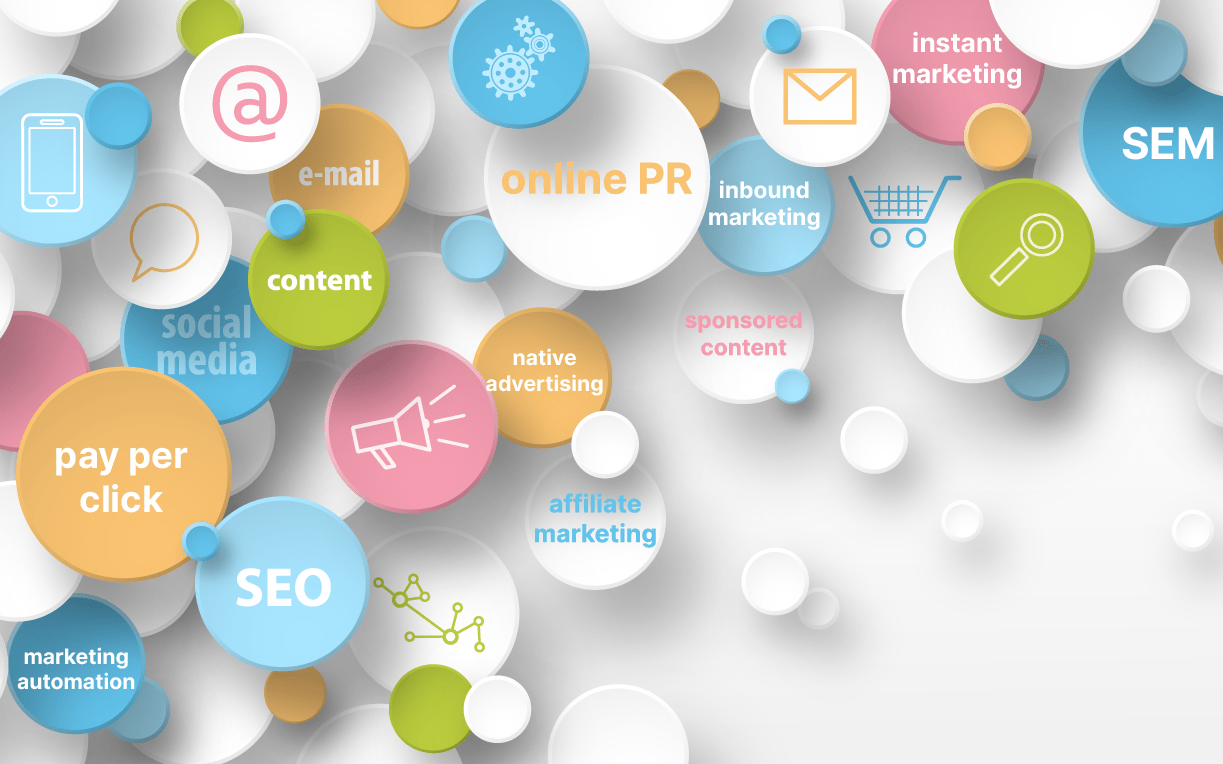 instant
marketing
@
SEM
e-mail
online PR
inbound
marketing
content
social
media
sponsored
content
native
advertising
pay per
click
affiliate
marketing
SEO
marketing
automation